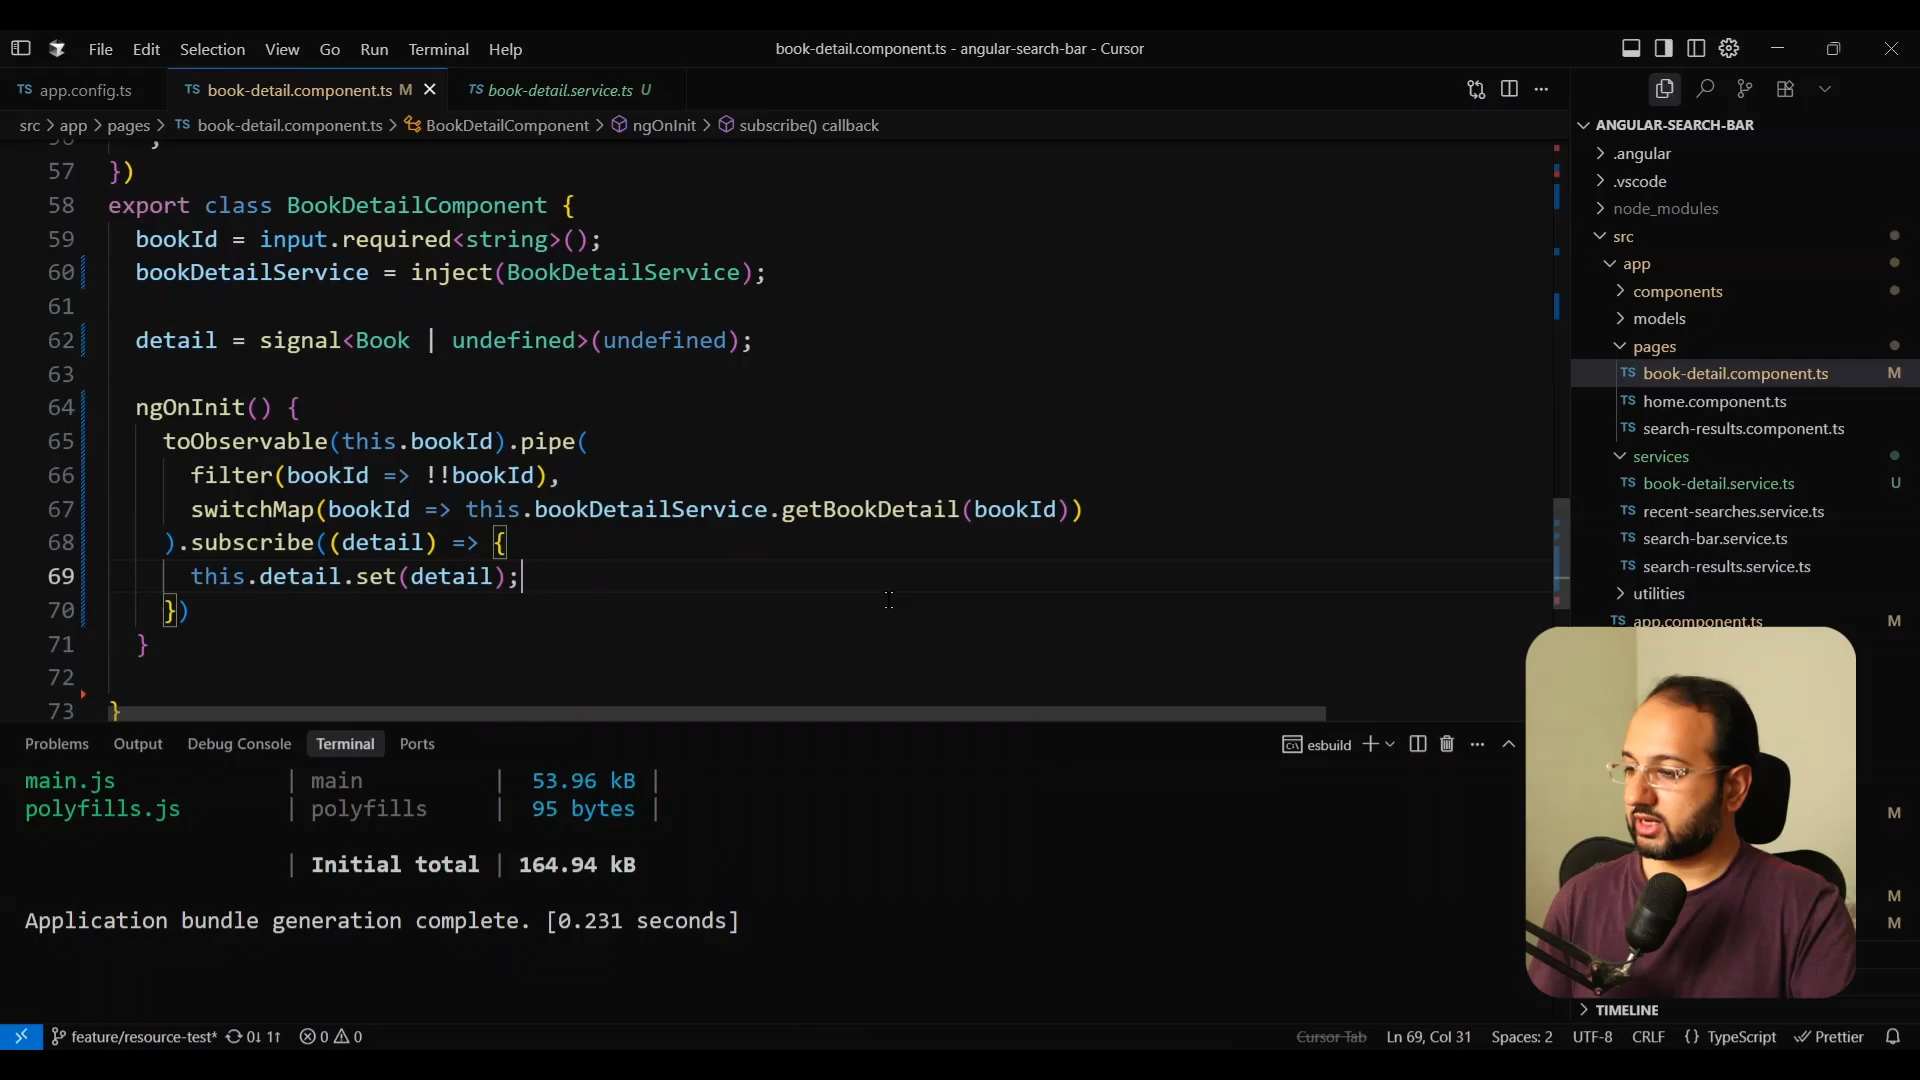 File Edit Selection View Go Run Terminal Help
book-detail.component.ts - angular-search-bar - Cursor
TS app.config.ts
TS book-detail.component.ts M
TS book-detail.service.ts U
src > app > pages > TS book-detail.component.ts > BookDetailComponent > ngOnInit > subscribe() callback
57 })
58 export class BookDetailComponent {
59 bookId = input.required<string>();
60 bookDetailService = inject(BookDetailService);
61
62 detail = signal<Book | undefined>(undefined);
63
64 ngOnInit() {
65 toObservable(this.bookId).pipe(
66 filter(bookId => !!bookId),
67 switchMap(bookId => this.bookDetailService.getBookDetail(bookId))
68 ).subscribe((detail) => {
69 this.detail.set(detail);
70 })
71 }
72
73 }
Problems Output Debug Console Terminal Ports
esbuild
main.js | main | 53.96 kB |
polyfills.js | polyfills | 95 bytes |
| Initial total | 164.94 kB
Application bundle generation complete. [0.231 seconds]
ANGULAR-SEARCH-BAR
.angular
.vscode
node_modules
src
app
components
models
pages
TS book-detail.component.ts M
TS home.component.ts
TS search-results.component.ts
services
TS book-detail.service.ts U
TS recent-searches.service.ts
TS search-bar.service.ts
TS search-results.service.ts
utilities
TS app.component.ts M
M
M
M
TIMELINE
feature/resource-test* 0↓ 1↑ 0 0
Cursor Tab Ln 69, Col 31 Spaces: 2 UTF-8 CRLF {} TypeScript Prettier